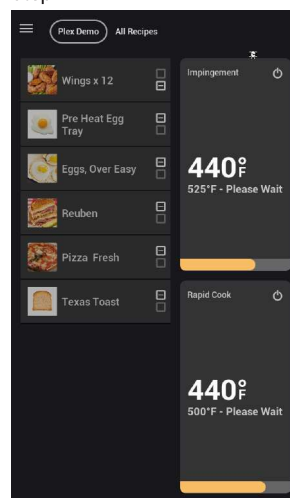 Plex Demo
All Recipes
Wings x 12
Pre Heat Egg
Tray
Eggs, Over Easy
Reuben
Pizza Fresh
Texas Toast
Impingement
440°F
525°F - Please Wait
Rapid Cook
440°F
500°F - Please Wait